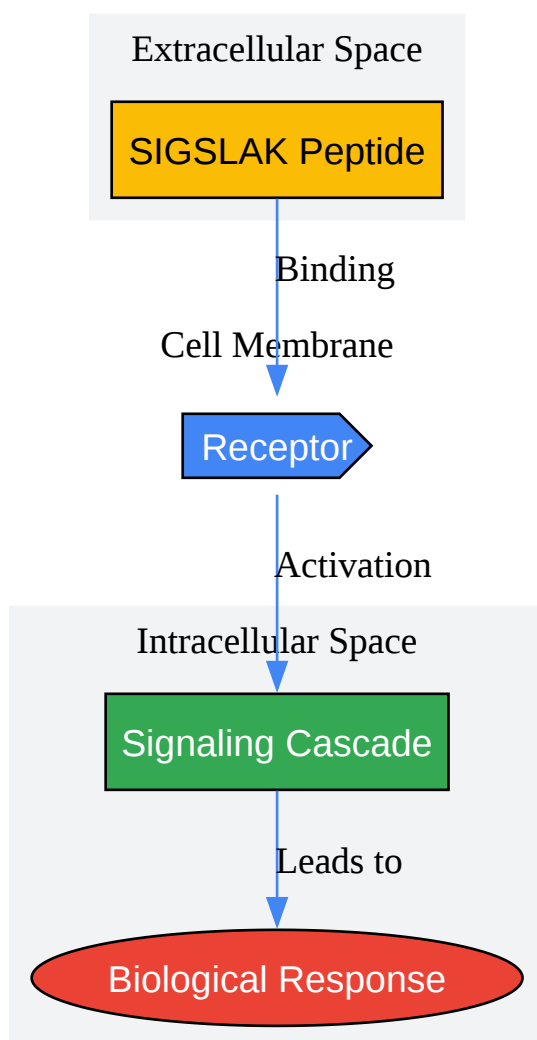 Extracellular Space
SIGSLAK Peptide
Binding
Cell Membrane
Receptor
Activation
Intracellular Space
Signaling Cascade
Leads to
Biological Response